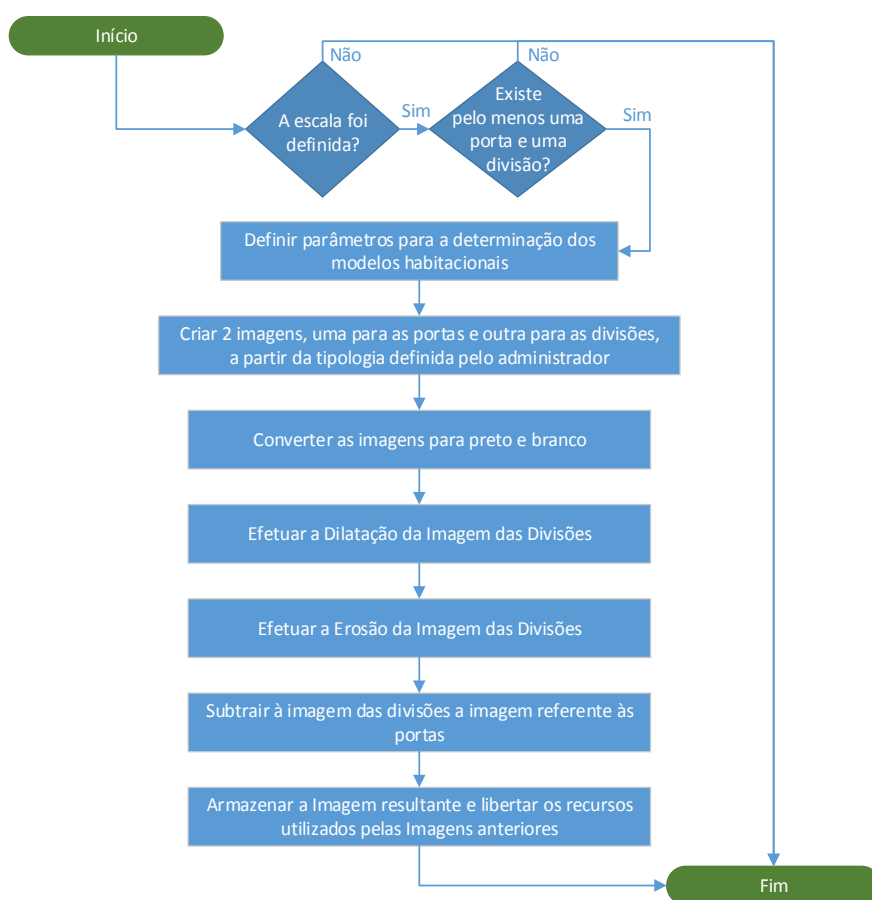 Início
Não
Não
A escala foi
definida?
Sim
Existe
pelo menos uma
porta e uma
divisão?
Sim
Definir parâmetros para a determinação dos
modelos habitacionais
Criar 2 imagens, uma para as portas e outra para as divisões,
a partir da tipologia definida pelo administrador
Converter as imagens para preto e branco
Efetuar a Dilatação da Imagem das Divisões
Efetuar a Erosão da Imagem das Divisões
Subtrair à imagem das divisões a imagem referente às
portas
Armazenar a Imagem resultante e libertar os recursos
utilizados pelas Imagens anteriores
Fim